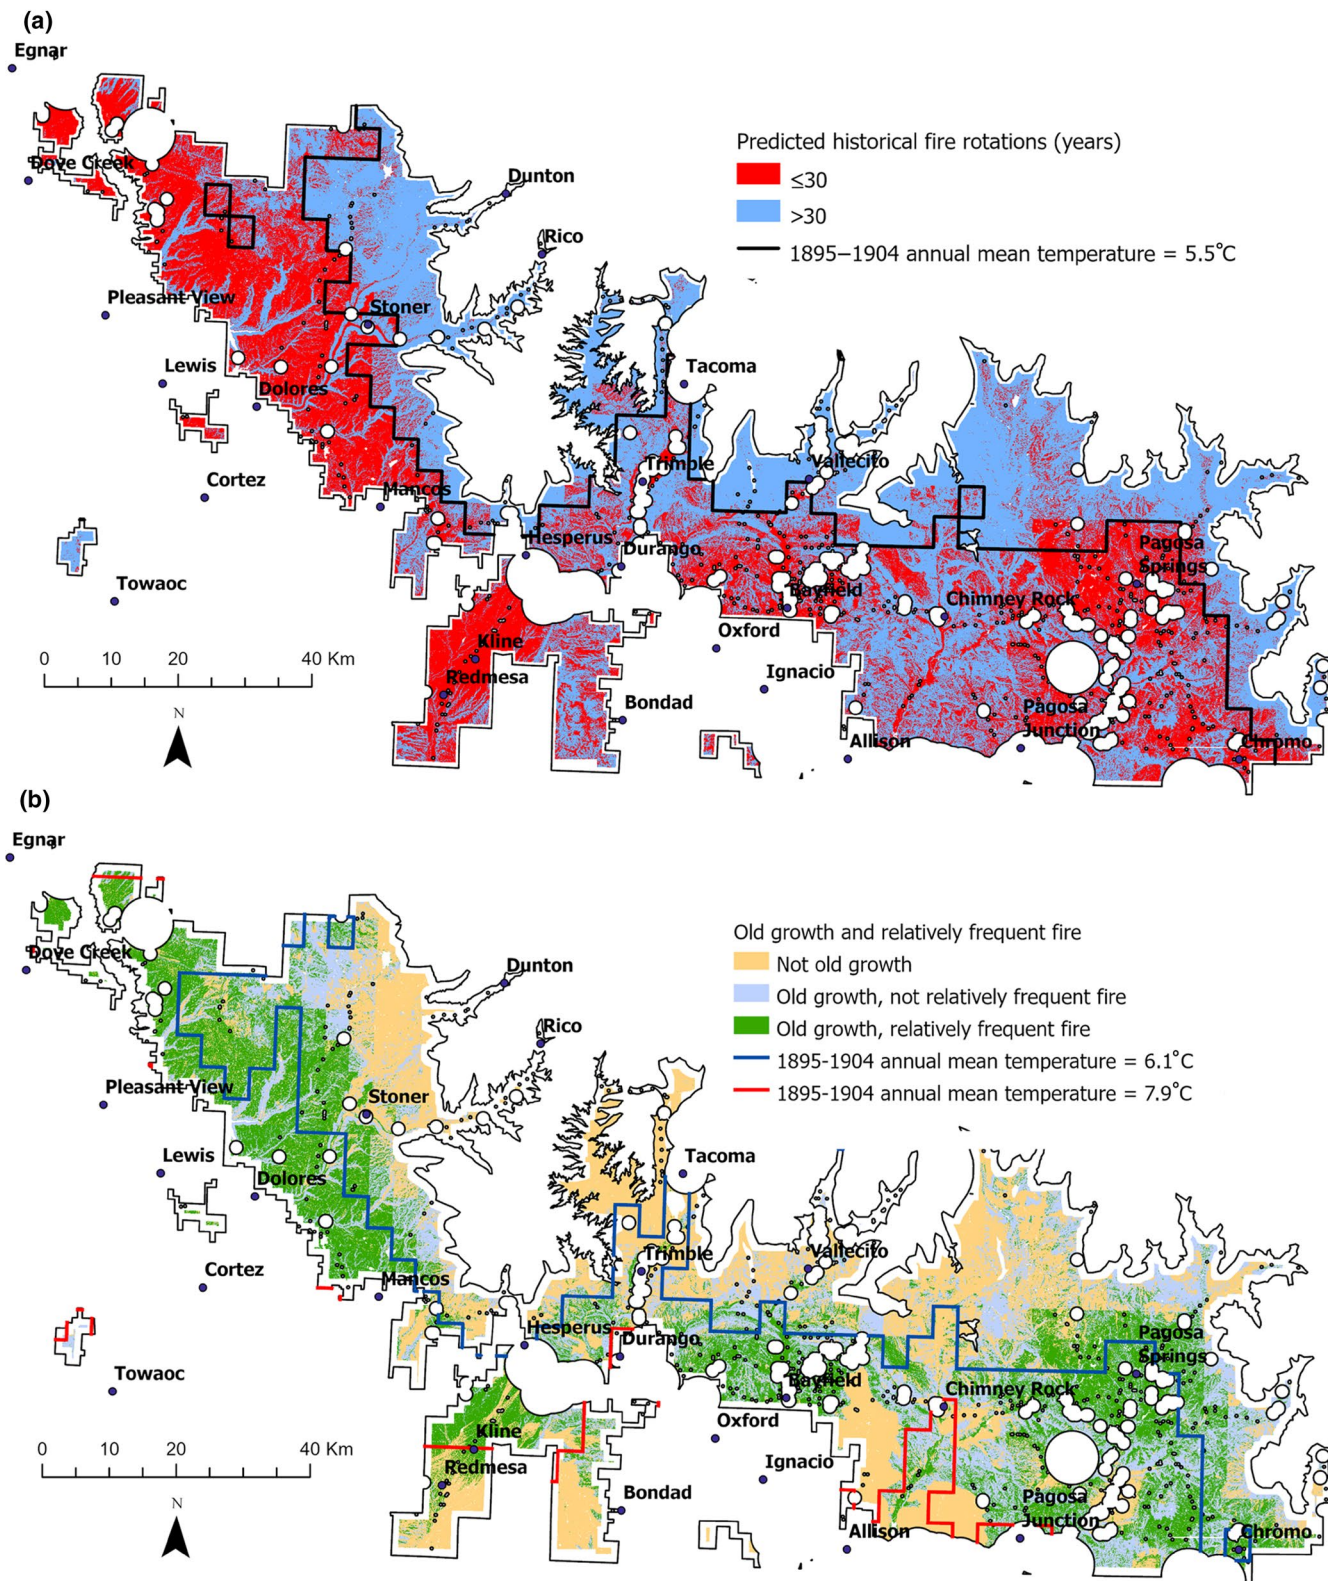 (a)
Egnar
Dove Creek
Dunton
Rico
Pleasant View
Stoner
Lewis
Dolores
Tacoma
Cortez
Trimble
Vallecito
Mancos
Hesperus
Durango
Pagosa
Springs
Towaoc
Bayfield
Chimney Rock
Kline
Oxford
Redmesa
Ignacio
Bondad
Pagosa
Junction
Allison
Chromo
Predicted historical fire rotations (years)
≤30
>30
1895–1904 annual mean temperature = 5.5°C
0 10 20 40 Km
N
(b)
Egnar
Dove Creek
Dunton
Rico
Pleasant View
Stoner
Lewis
Dolores
Tacoma
Cortez
Trimble
Vallecito
Mancos
Hesperus
Durango
Pagosa
Springs
Towaoc
Bayfield
Chimney Rock
Kline
Oxford
Redmesa
Ignacio
Bondad
Pagosa
Junction
Allison
Chromo
Old growth and relatively frequent fire
Not old growth
Old growth, not relatively frequent fire
Old growth, relatively frequent fire
1895-1904 annual mean temperature = 6.1°C
1895-1904 annual mean temperature = 7.9°C
0 10 20 40 Km
N